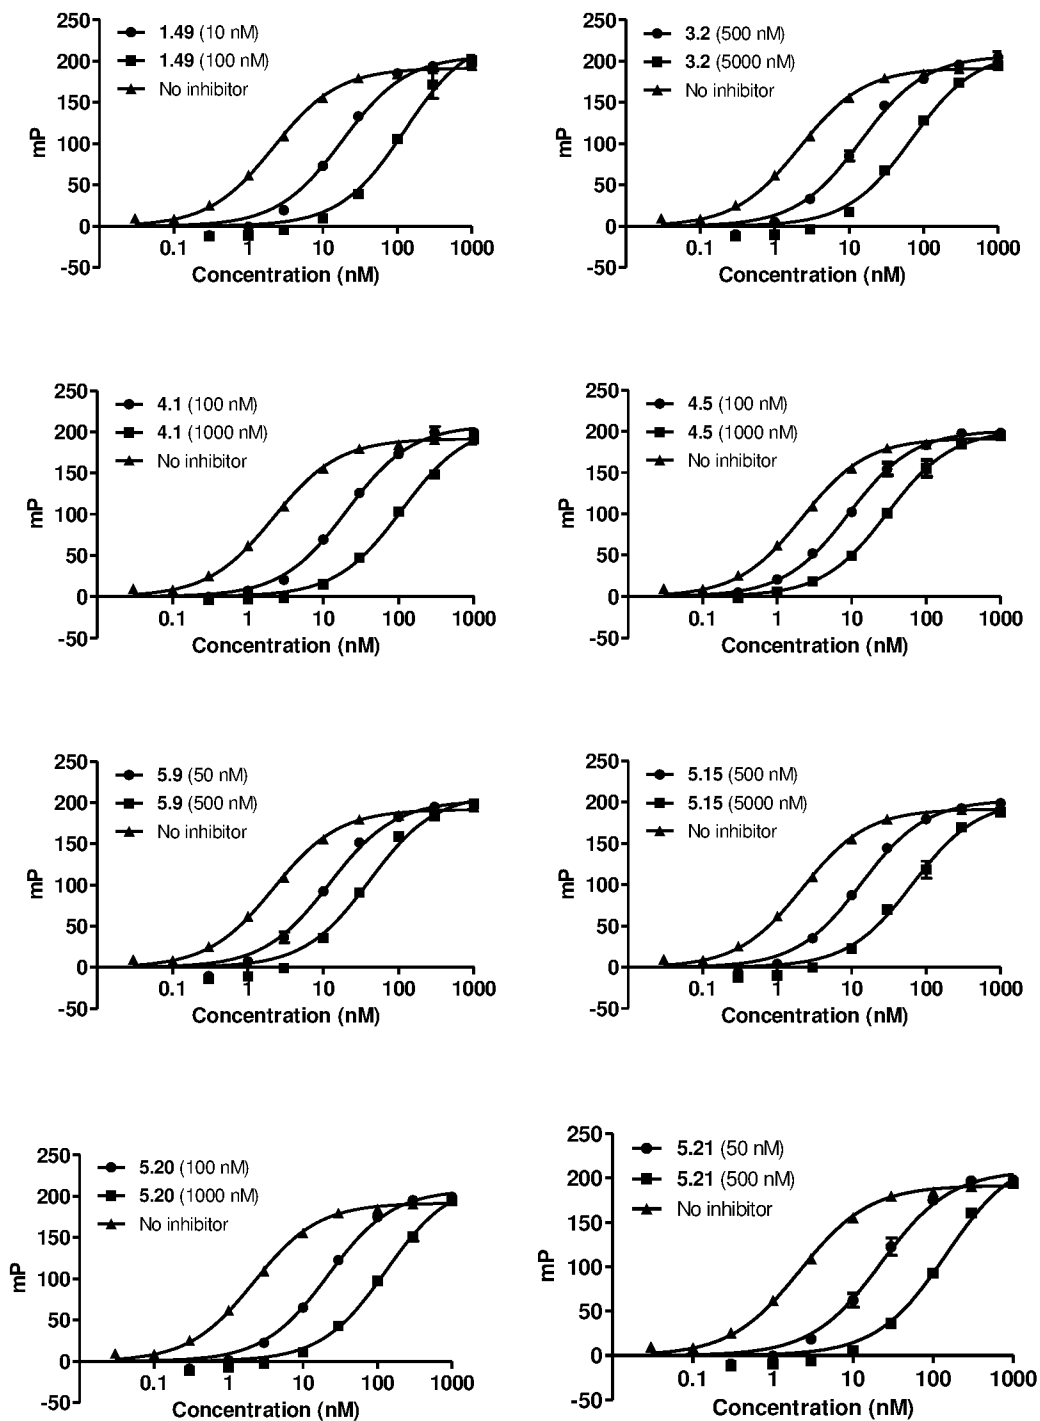 250
200
150
100
50
0
-50
mP
1.49 (10 nM)
1.49 (100 nM)
No inhibitor
0.1 1 10 100 1000
Concentration (nM)
250
200
150
100
50
0
-50
mP
3.2 (500 nM)
3.2 (5000 nM)
No inhibitor
0.1 1 10 100 1000
Concentration (nM)
250
200
150
100
50
0
-50
mP
4.1 (100 nM)
4.1 (1000 nM)
No inhibitor
0.1 1 10 100 1000
Concentration (nM)
250
200
150
100
50
0
-50
mP
4.5 (100 nM)
4.5 (1000 nM)
No inhibitor
0.1 1 10 100 1000
Concentration (nM)
250
200
150
100
50
0
-50
mP
5.9 (50 nM)
5.9 (500 nM)
No inhibitor
0.1 1 10 100 1000
Concentration (nM)
250
200
150
100
50
0
-50
mP
5.15 (500 nM)
5.15 (5000 nM)
No inhibitor
0.1 1 10 100 1000
Concentration (nM)
250
200
150
100
50
0
-50
mP
5.20 (100 nM)
5.20 (1000 nM)
No inhibitor
0.1 1 10 100 1000
Concentration (nM)
250
200
150
100
50
0
-50
mP
5.21 (50 nM)
5.21 (500 nM)
No inhibitor
0.1 1 10 100 1000
Concentration (nM)